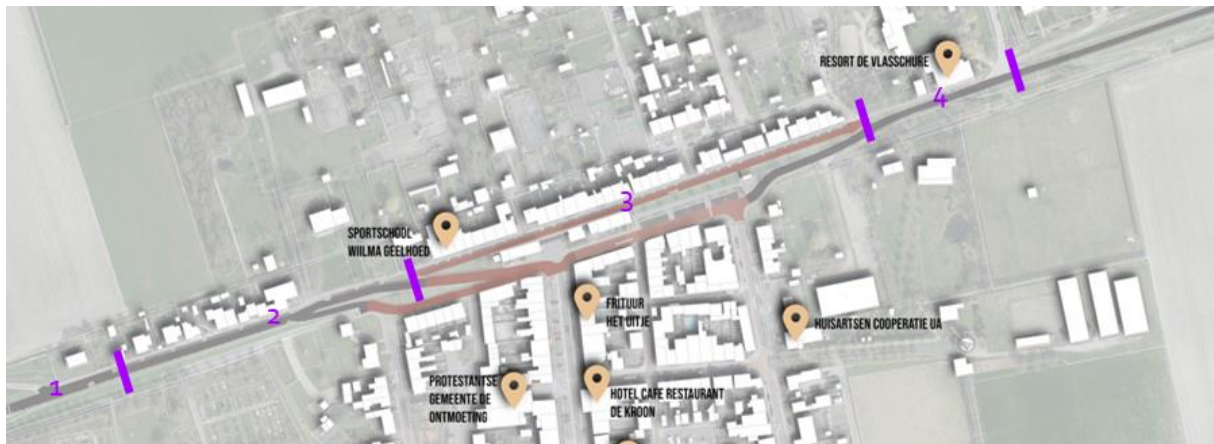 RESORT DE VLASSCHURE
4
3
SPORTSCHOOL-
WIILMA GEELHOED
2
FRITUUR
HET UITJE
HUISARTSEN COOPERATIE UA
1
PROTESTANTSE
GEMEENTE DE
ONTMOETING
HOTEL CAFE RESTAURANT
DE KROON